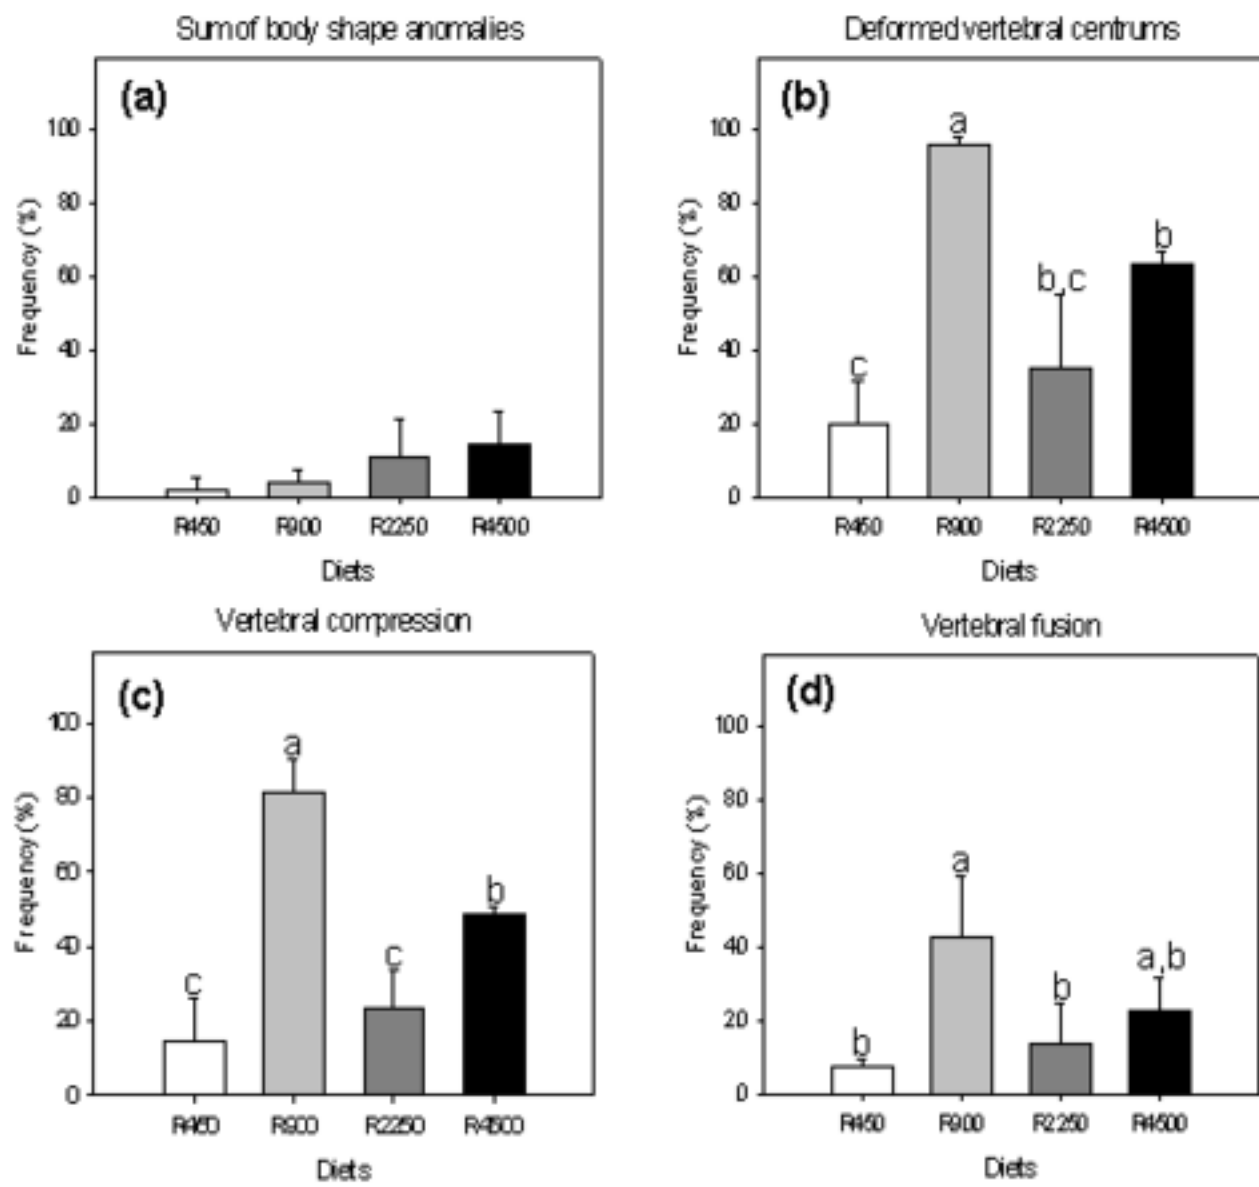 Sum of body shape anomalies
(a)
100
80
60
40
20
0
Frequency (%)
R450 R900 R2250 R4500
Diets
Deformed vertebral centrums
(b)
100
80
60
40
20
0
Frequency (%)
c a b,c b
R450 R900 R2250 R4500
Diets
Vertebral compression
(c)
100
80
60
40
20
0
Frequency (%)
c a c b
R450 R900 R2250 R4500
Diets
Vertebral fusion
(d)
100
80
60
40
20
0
Frequency (%)
b a b a,b
R450 R900 R2250 R4500
Diets